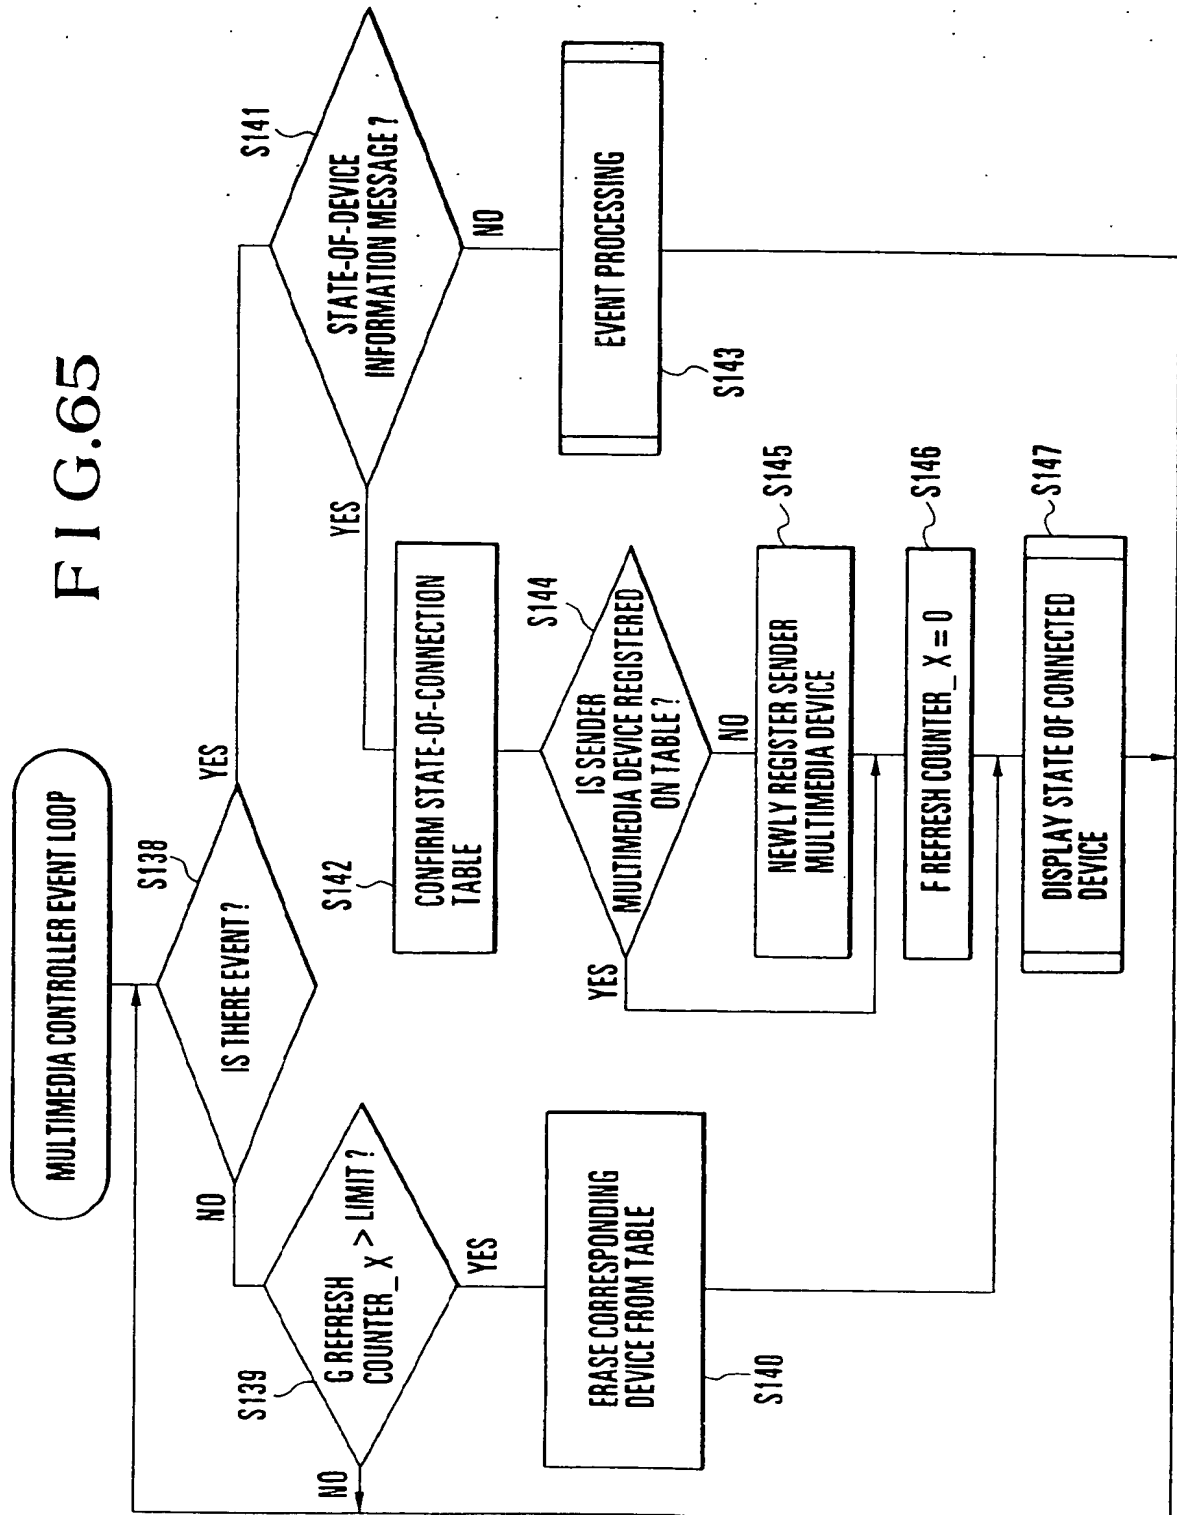 FIG.65
MULTIMEDIA CONTROLLER EVENT LOOP
S138
IS THERE EVENT?
NO
YES
S139
G REFRESH
COUNTER_X > LIMIT?
NO
YES
ERASE CORRESPONDING
DEVICE FROM TABLE
S140
S141
STATE-OF-DEVICE
INFORMATION MESSAGE?
YES
NO
S142
CONFIRM STATE-OF-CONNECTION
TABLE
EVENT PROCESSING
S143
S144
IS SENDER
MULTIMEDIA DEVICE REGISTERED
ON TABLE?
YES
NO
S145
NEWLY REGISTER SENDER
MULTIMEDIA DEVICE
S146
F REFRESH COUNTER_X = 0
S147
DISPLAY STATE OF CONNECTED
DEVICE